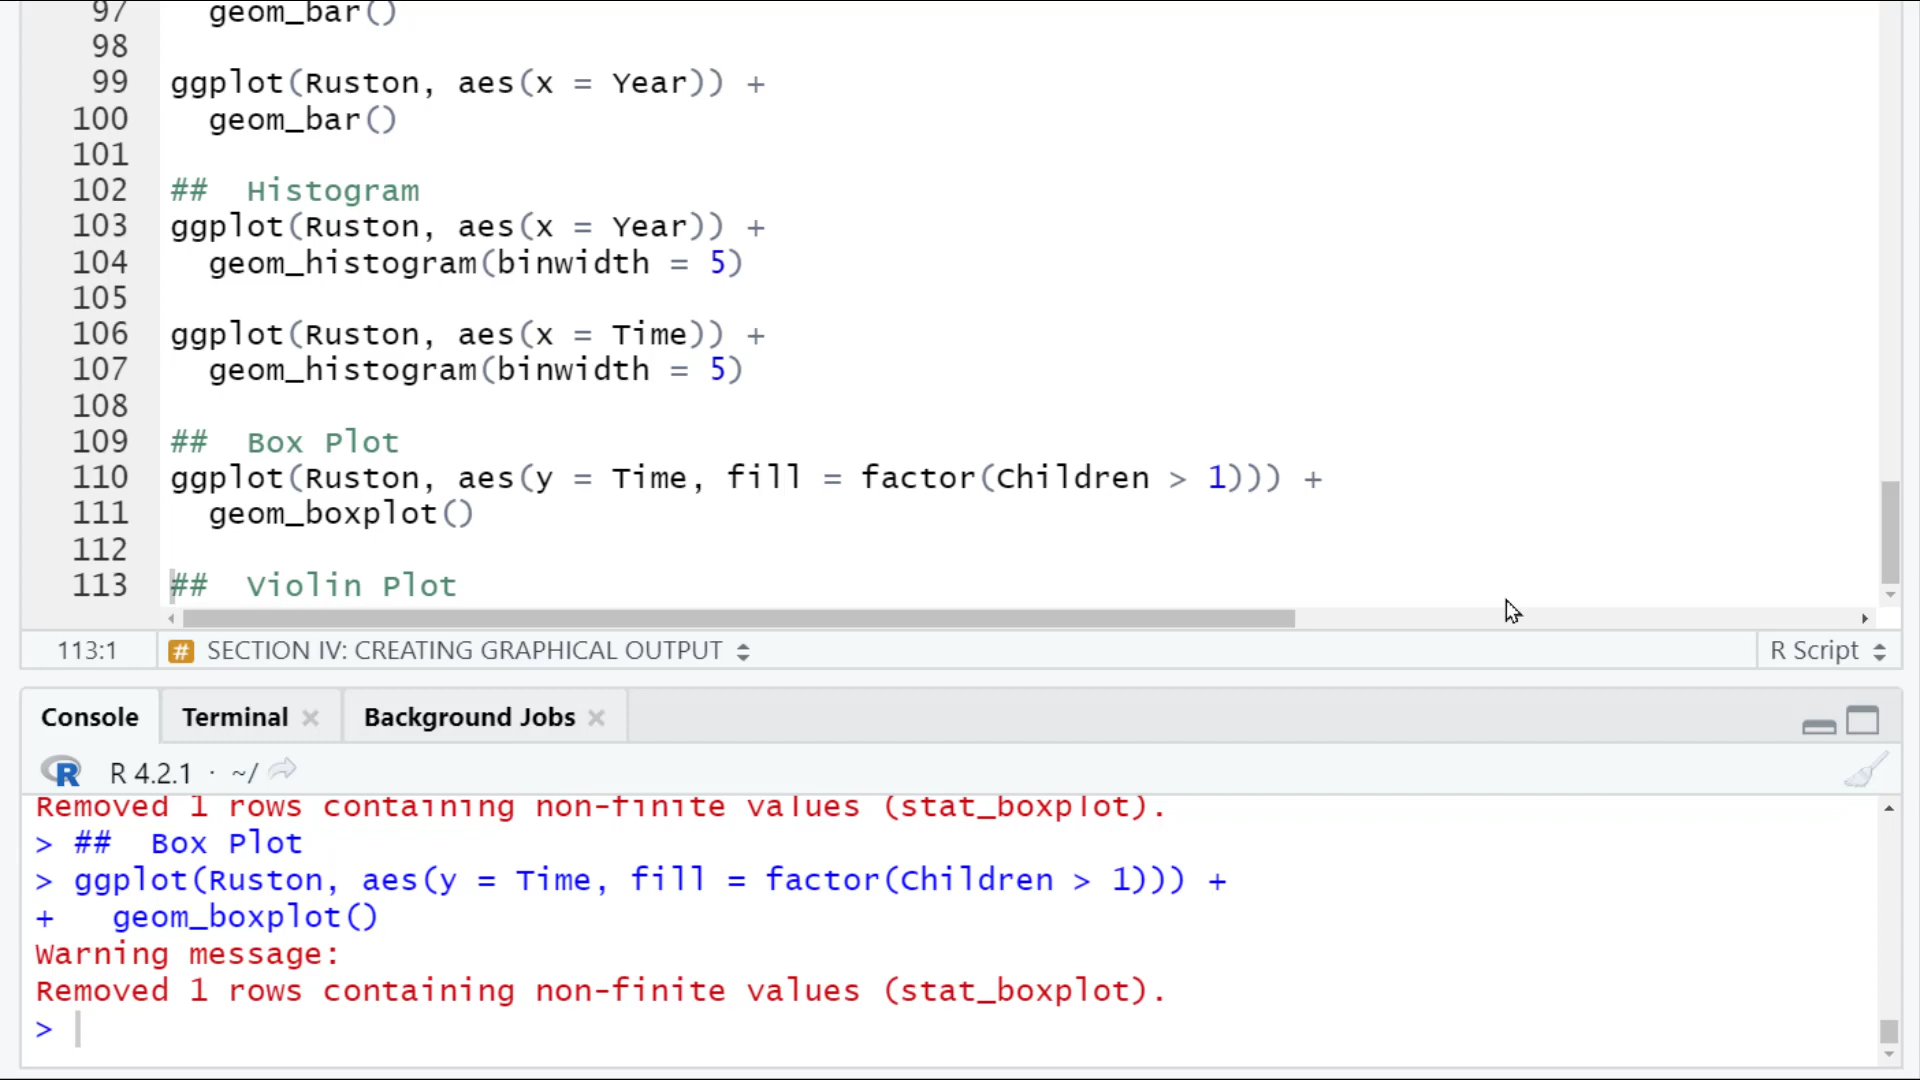 97   geom_bar()
98
99 ggplot(Ruston, aes(x = Year)) +
100   geom_bar()
101
102 ##  Histogram
103 ggplot(Ruston, aes(x = Year)) +
104   geom_histogram(binwidth = 5)
105
106 ggplot(Ruston, aes(x = Time)) +
107   geom_histogram(binwidth = 5)
108
109 ##  Box Plot
110 ggplot(Ruston, aes(y = Time, fill = factor(Children > 1))) +
111   geom_boxplot()
112
113 ##  Violin Plot
113:1 # SECTION IV: CREATING GRAPHICAL OUTPUT R Script
Console Terminal Background Jobs
R R 4.2.1 · ~/
Removed 1 rows containing non-finite values (stat_boxplot).
> ##  Box Plot
> ggplot(Ruston, aes(y = Time, fill = factor(Children > 1))) +
+   geom_boxplot()
Warning message:
Removed 1 rows containing non-finite values (stat_boxplot).
>